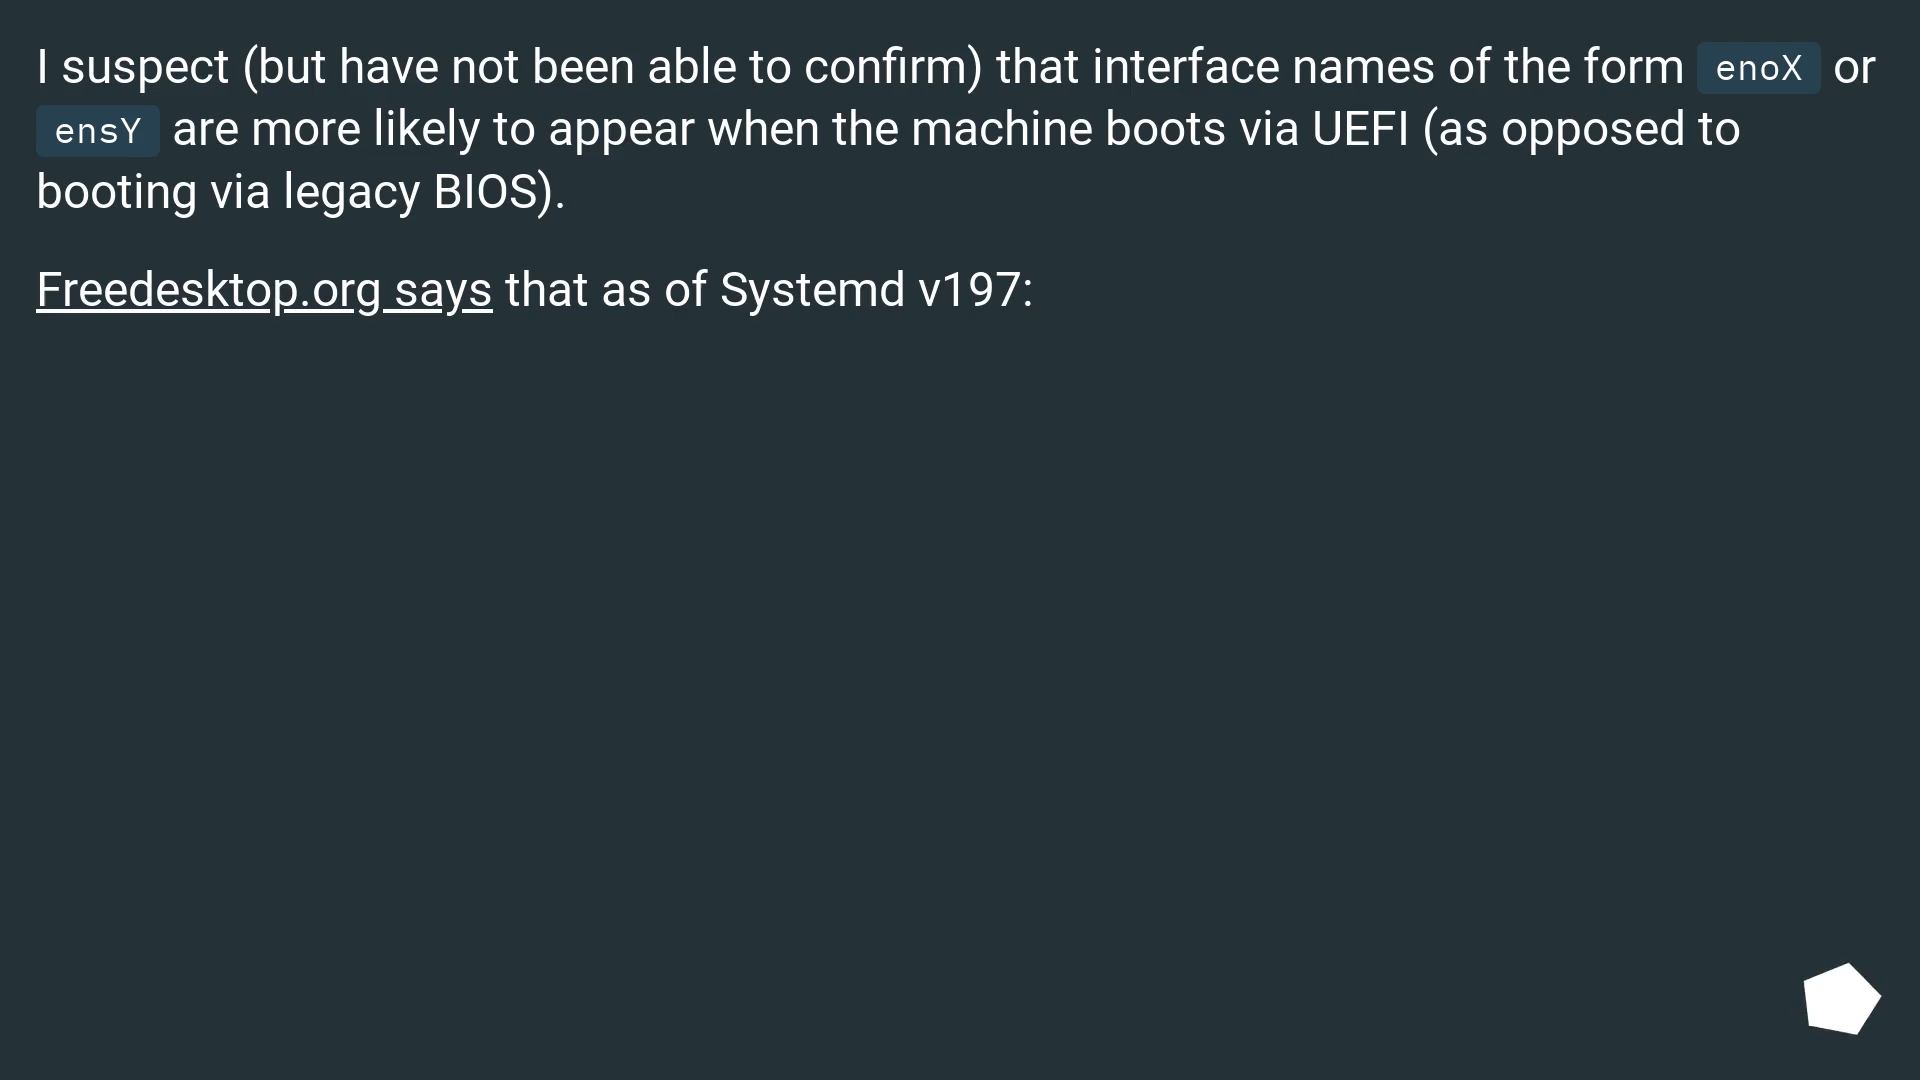 I suspect (but have not been able to confirm) that interface names of the form enoX or
ensY are more likely to appear when the machine boots via UEFI (as opposed to
booting via legacy BIOS).
Freedesktop.org says that as of Systemd v197: